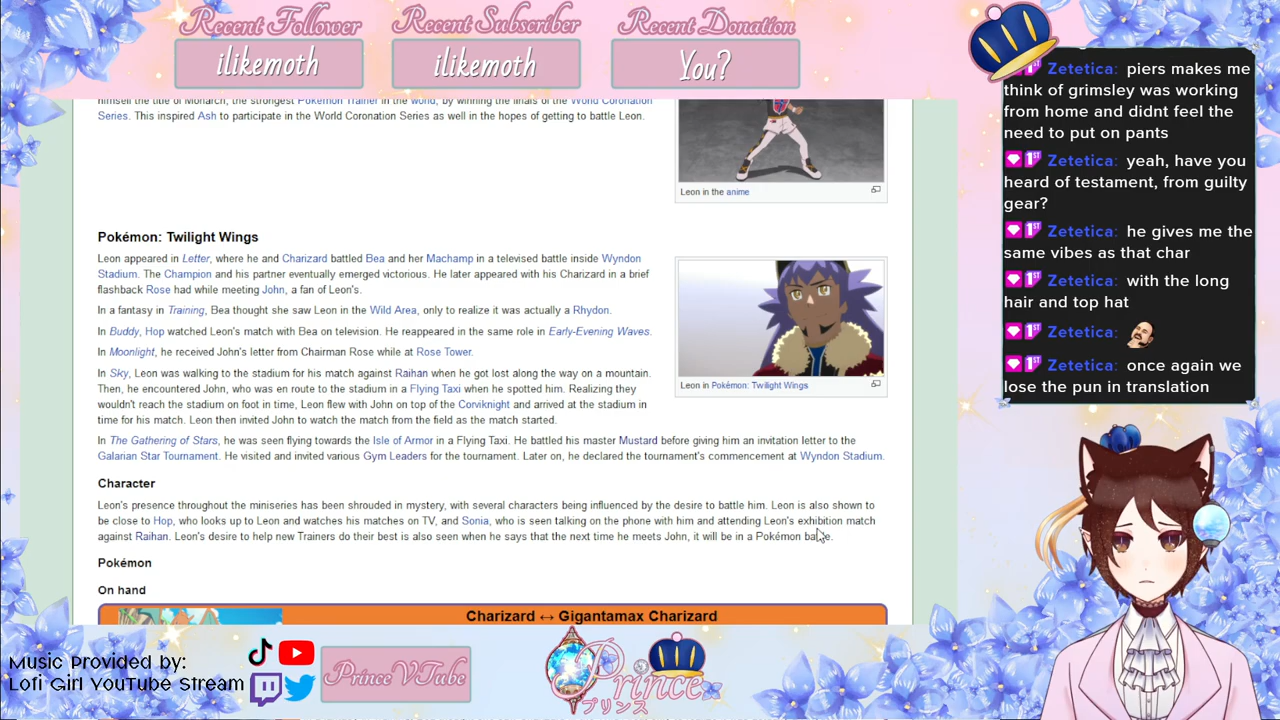 Recent Follower
ilikemoth
Recent Subscriber
ilikemoth
Recent Donation
You?
himself the title of Monarch, the strongest Pokémon Trainer in the world, by winning the finals of the World Coronation
Series. This inspired Ash to participate in the World Coronation Series as well in the hopes of getting to battle Leon.
Leon in the anime
Pokémon: Twilight Wings
Leon appeared in Letter, where he and Charizard battled Bea and her Machamp in a televised battle inside Wyndon
Stadium. The Champion and his partner eventually emerged victorious. He later appeared with his Charizard in a brief
flashback Rose had while meeting John, a fan of Leon's.
In a fantasy in Training, Bea thought she saw Leon in the Wild Area, only to realize it was actually a Rhydon.
In Buddy, Hop watched Leon's match with Bea on television. He reappeared in the same role in Early-Evening Waves.
In Moonlight, he received John's letter from Chairman Rose while at Rose Tower.
In Sky, Leon was walking to the stadium for his match against Raihan when he got lost along the way on a mountain.
Then, he encountered John, who was en route to the stadium in a Flying Taxi when he spotted him. Realizing they
wouldn't reach the stadium on foot in time, Leon flew with John on top of the Corviknight and arrived at the stadium in
time for his match. Leon then invited John to watch the match from the field as the match started.
Leon in Pokémon: Twilight Wings
In The Gathering of Stars, he was seen flying towards the Isle of Armor in a Flying Taxi. He battled his master Mustard before giving him an invitation letter to the
Galarian Star Tournament. He visited and invited various Gym Leaders for the tournament. Later on, he declared the tournament's commencement at Wyndon Stadium.
Character
Leon's presence throughout the miniseries has been shrouded in mystery, with several characters being influenced by the desire to battle him. Leon is also shown to
be close to Hop, who looks up to Leon and watches his matches on TV, and Sonia, who is seen talking on the phone with him and attending Leon's exhibition match
against Raihan. Leon's desire to help new Trainers do their best is also seen when he says that the next time he meets John, it will be in a Pokémon battle.
Pokémon
On hand
Charizard ↔ Gigantamax Charizard
1ST Zetetica: piers makes me
think of grimsley was working
from home and didnt feel the
need to put on pants
1ST Zetetica: yeah, have you
heard of testament, from guilty
gear?
1ST Zetetica: he gives me the
same vibes as that char
1ST Zetetica: with the long
hair and top hat
1ST Zetetica:
1ST Zetetica: once again we
lose the pun in translation
Music Provided by:
Lofi Girl YouTube Stream
PrinceVTube
Prince
プリンス